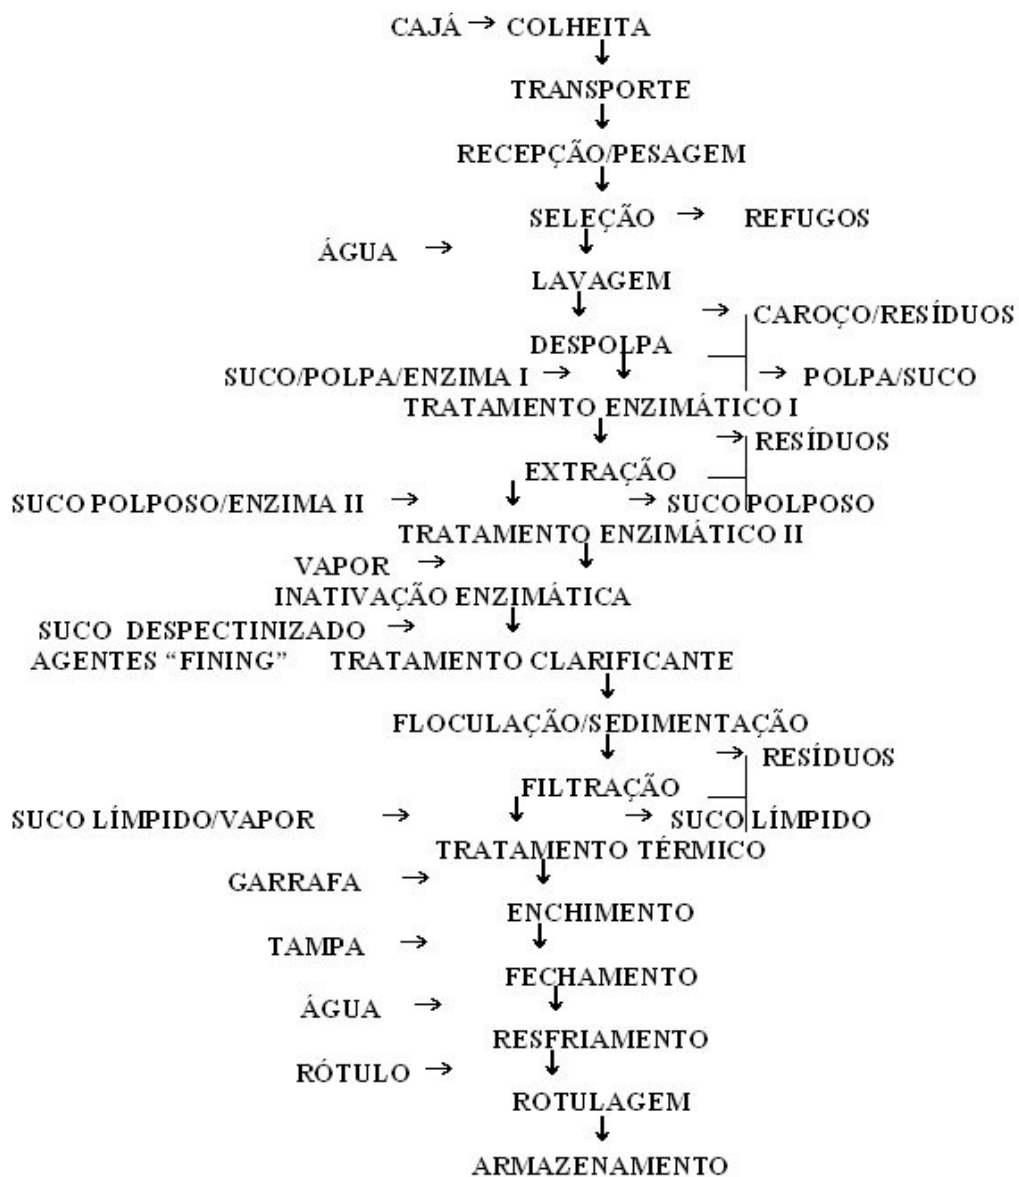 CAJÁ → COLHEITA
TRANSPORTE
RECEPÇÃO/PESAGEM
SELEÇÃO → REFUGOS
ÁGUA →
LAVAGEM
→ CAROÇO/RESÍDUOS
DESPOLPA
SUCO/POLPA/ENZIMA I → → POLPA/SUCO
TRATAMENTO ENZIMÁTICO I
→ RESÍDUOS
EXTRAÇÃO
SUCO POLPOSO/ENZIMA II → → SUCO POLPOSO
TRATAMENTO ENZIMÁTICO II
VAPOR →
INATIVAÇÃO ENZIMÁTICA
SUCO DESPECTINIZADO →
AGENTES “FINING” TRATAMENTO CLARIFICANTE
FLOCULAÇÃO/SEDIMENTAÇÃO
→ RESÍDUOS
FILTRAÇÃO
SUCO LÍMPIDO/VAPOR → → SUCO LÍMPIDO
TRATAMENTO TÉRMICO
GARRAFA →
ENCHIMENTO
TAMPA →
FECHAMENTO
ÁGUA →
RESFRIAMENTO
RÓTULO →
ROTULAGEM
ARMAZENAMENTO